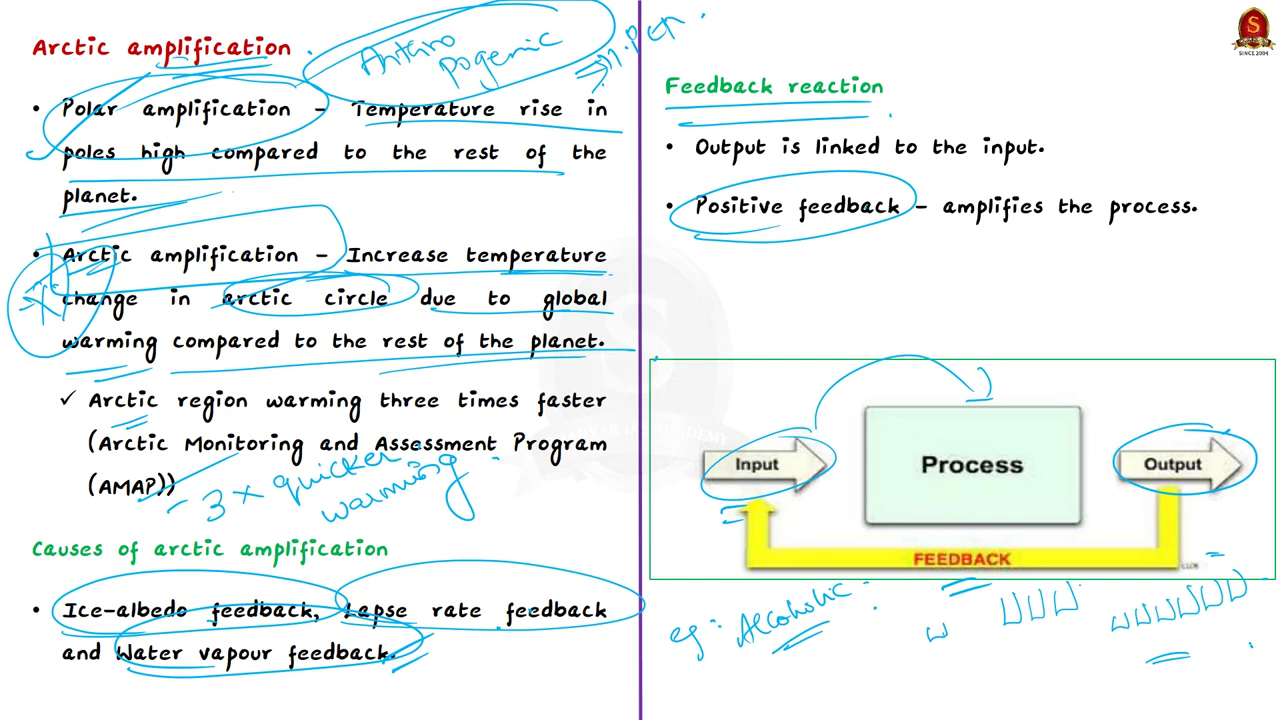 Arctic amplification
• Polar amplification – Temperature rise in
poles high compared to the rest of the
planet.
• Arctic amplification – Increase temperature
change in arctic circle due to global
warming compared to the rest of the planet.
✓ Arctic region warming three times faster
(Arctic Monitoring and Assessment Program
(AMAP))
Causes of arctic amplification
• Ice-albedo feedback, Lapse rate feedback
and Water vapour feedback.
Anthro
pogenic
- 3 x quicker
warming
SINCE 2004
Feedback reaction
• Output is linked to the input.
• Positive feedback – amplifies the process.
Input
Process
Output
FEEDBACK
eg: Alcoholic